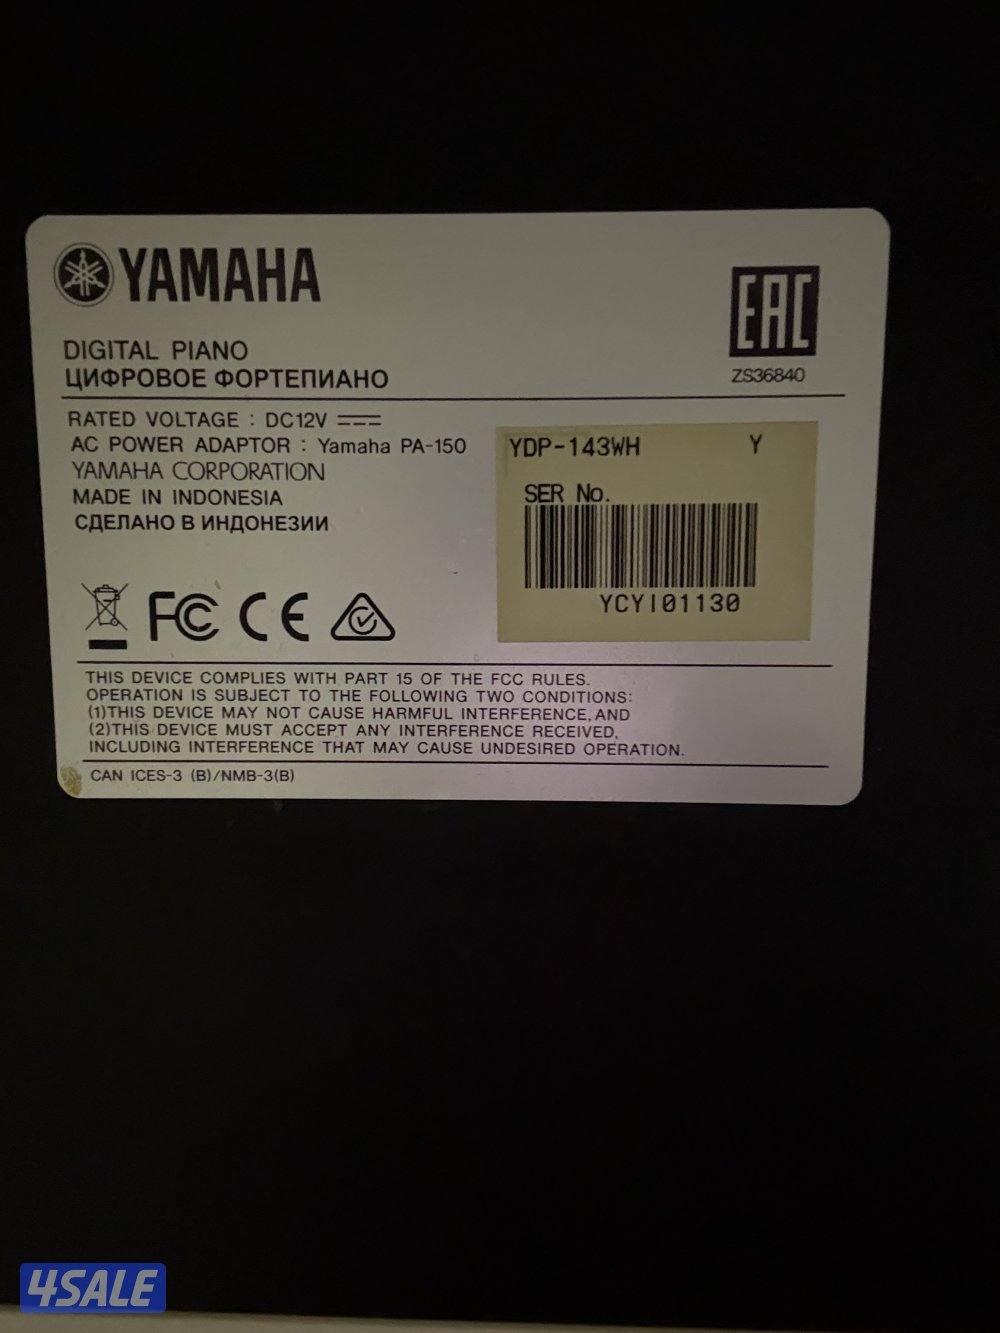 YAMAHA
EAC
ZS36840
DIGITAL PIANO
ЦИФРОВОЕ ФОРТЕПИАНО
RATED VOLTAGE : DC12V
AC POWER ADAPTOR : Yamaha PA-150
YAMAHA CORPORATION
MADE IN INDONESIA
СДЕЛАНО В ИНДОНЕЗИИ
YDP-143WH Y
SER No.
YCYI01130
FC CE
THIS DEVICE COMPLIES WITH PART 15 OF THE FCC RULES.
OPERATION IS SUBJECT TO THE FOLLOWING TWO CONDITIONS:
(1)THIS DEVICE MAY NOT CAUSE HARMFUL INTERFERENCE, AND
(2)THIS DEVICE MUST ACCEPT ANY INTERFERENCE RECEIVED,
INCLUDING INTERFERENCE THAT MAY CAUSE UNDESIRED OPERATION.
CAN ICES-3 (B)/NMB-3(B)
4SALE